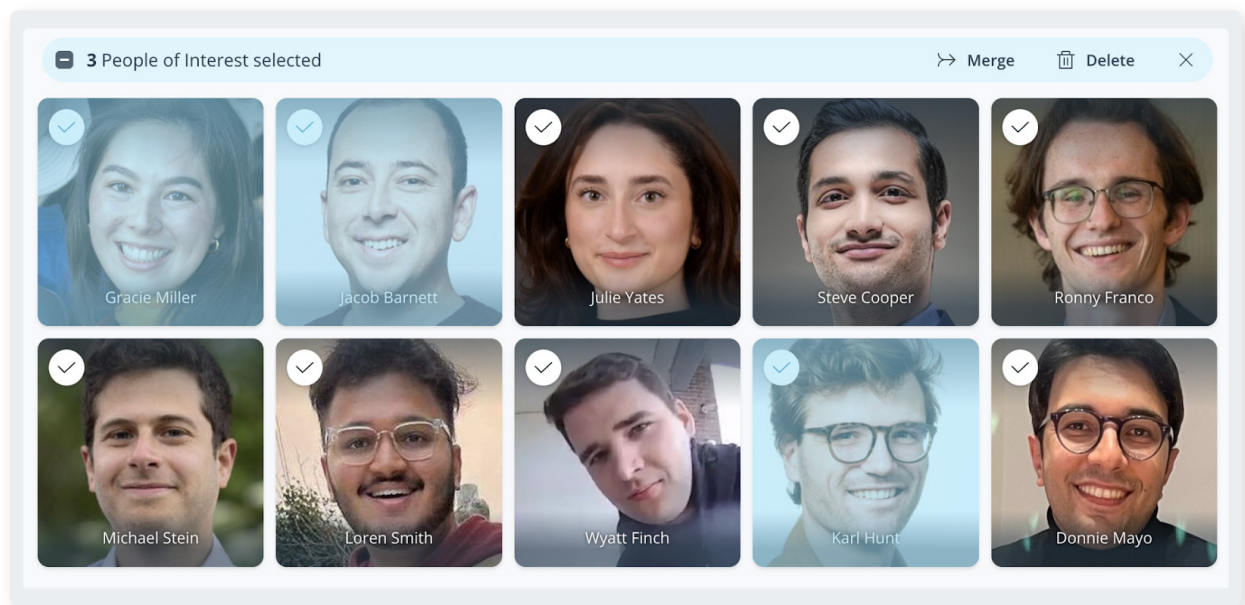 3 People of Interest selected
Merge
Delete
Gracie Miller
Jacob Barnett
Julie Yates
Steve Cooper
Ronny Franco
Michael Stein
Loren Smith
Wyatt Finch
Karl Hunt
Donnie Mayo